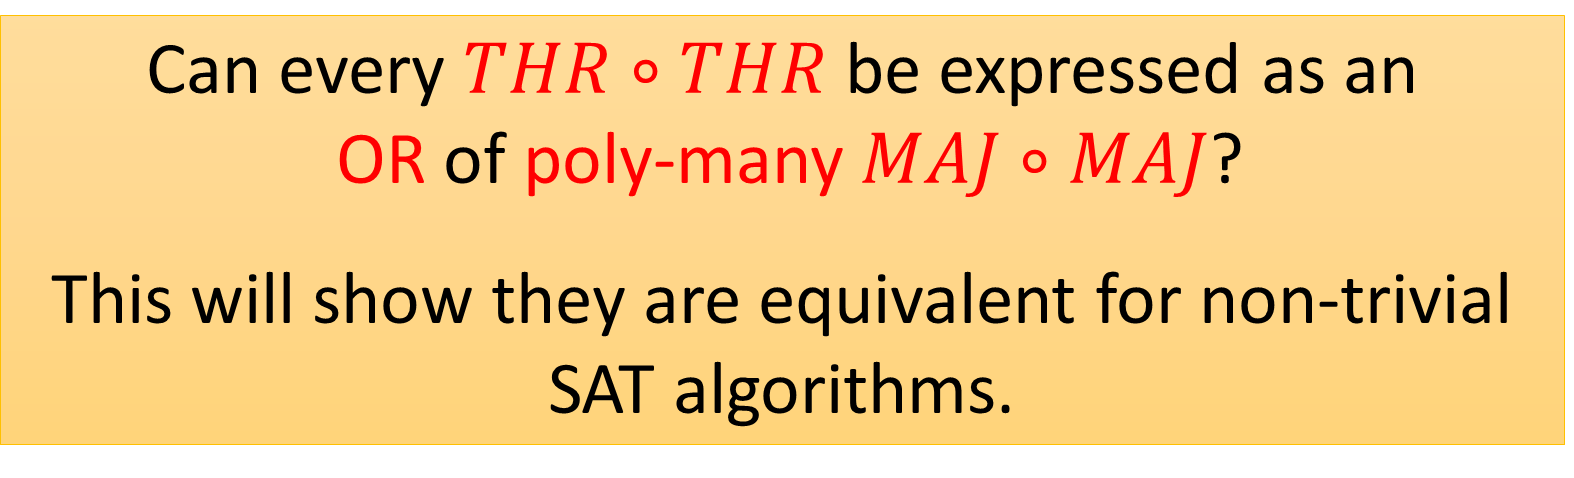 Can every THR ∘ THR be expressed as an
OR of poly-many MAJ ∘ MAJ?
This will show they are equivalent for non-trivial
SAT algorithms.